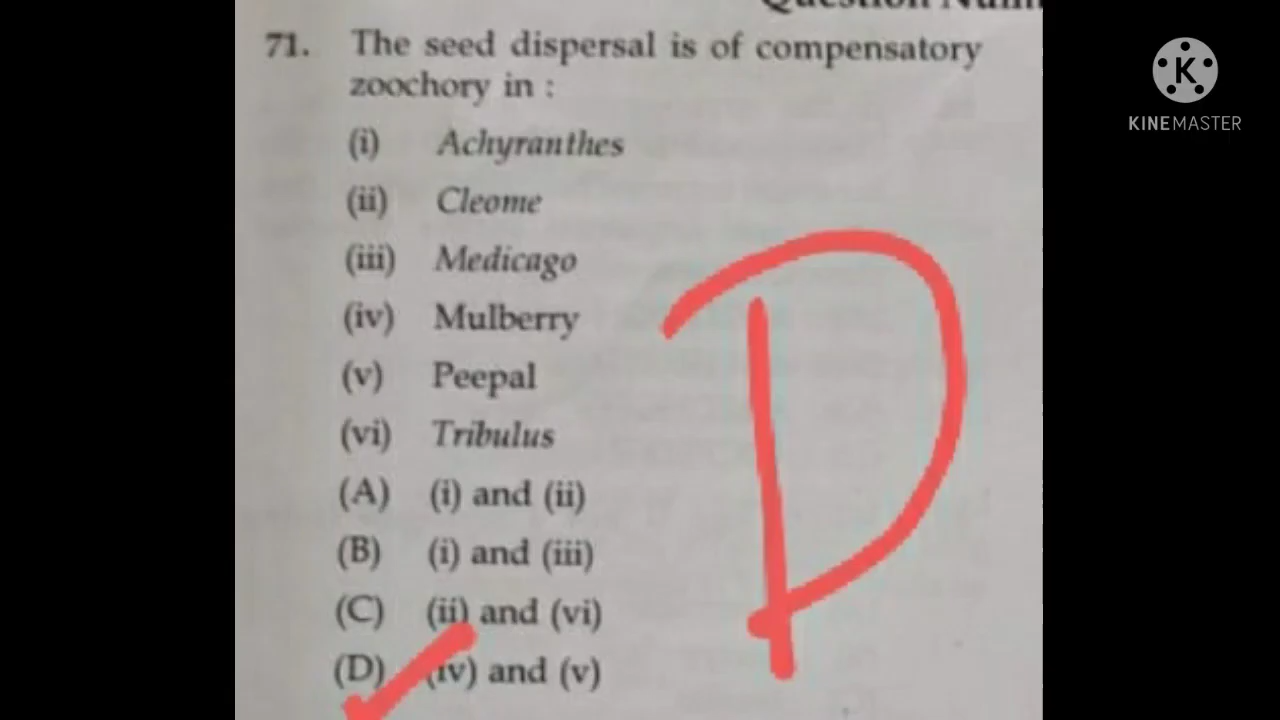 71. The seed dispersal is of compensatory
zoochory in :
(i) Achyranthes
(ii) Cleome
(iii) Medicago
(iv) Mulberry
(v) Peepal
(vi) Tribulus
(A) (i) and (ii)
(B) (i) and (iii)
(C) (ii) and (vi)
(D) (iv) and (v)
D
K
KINEMASTER